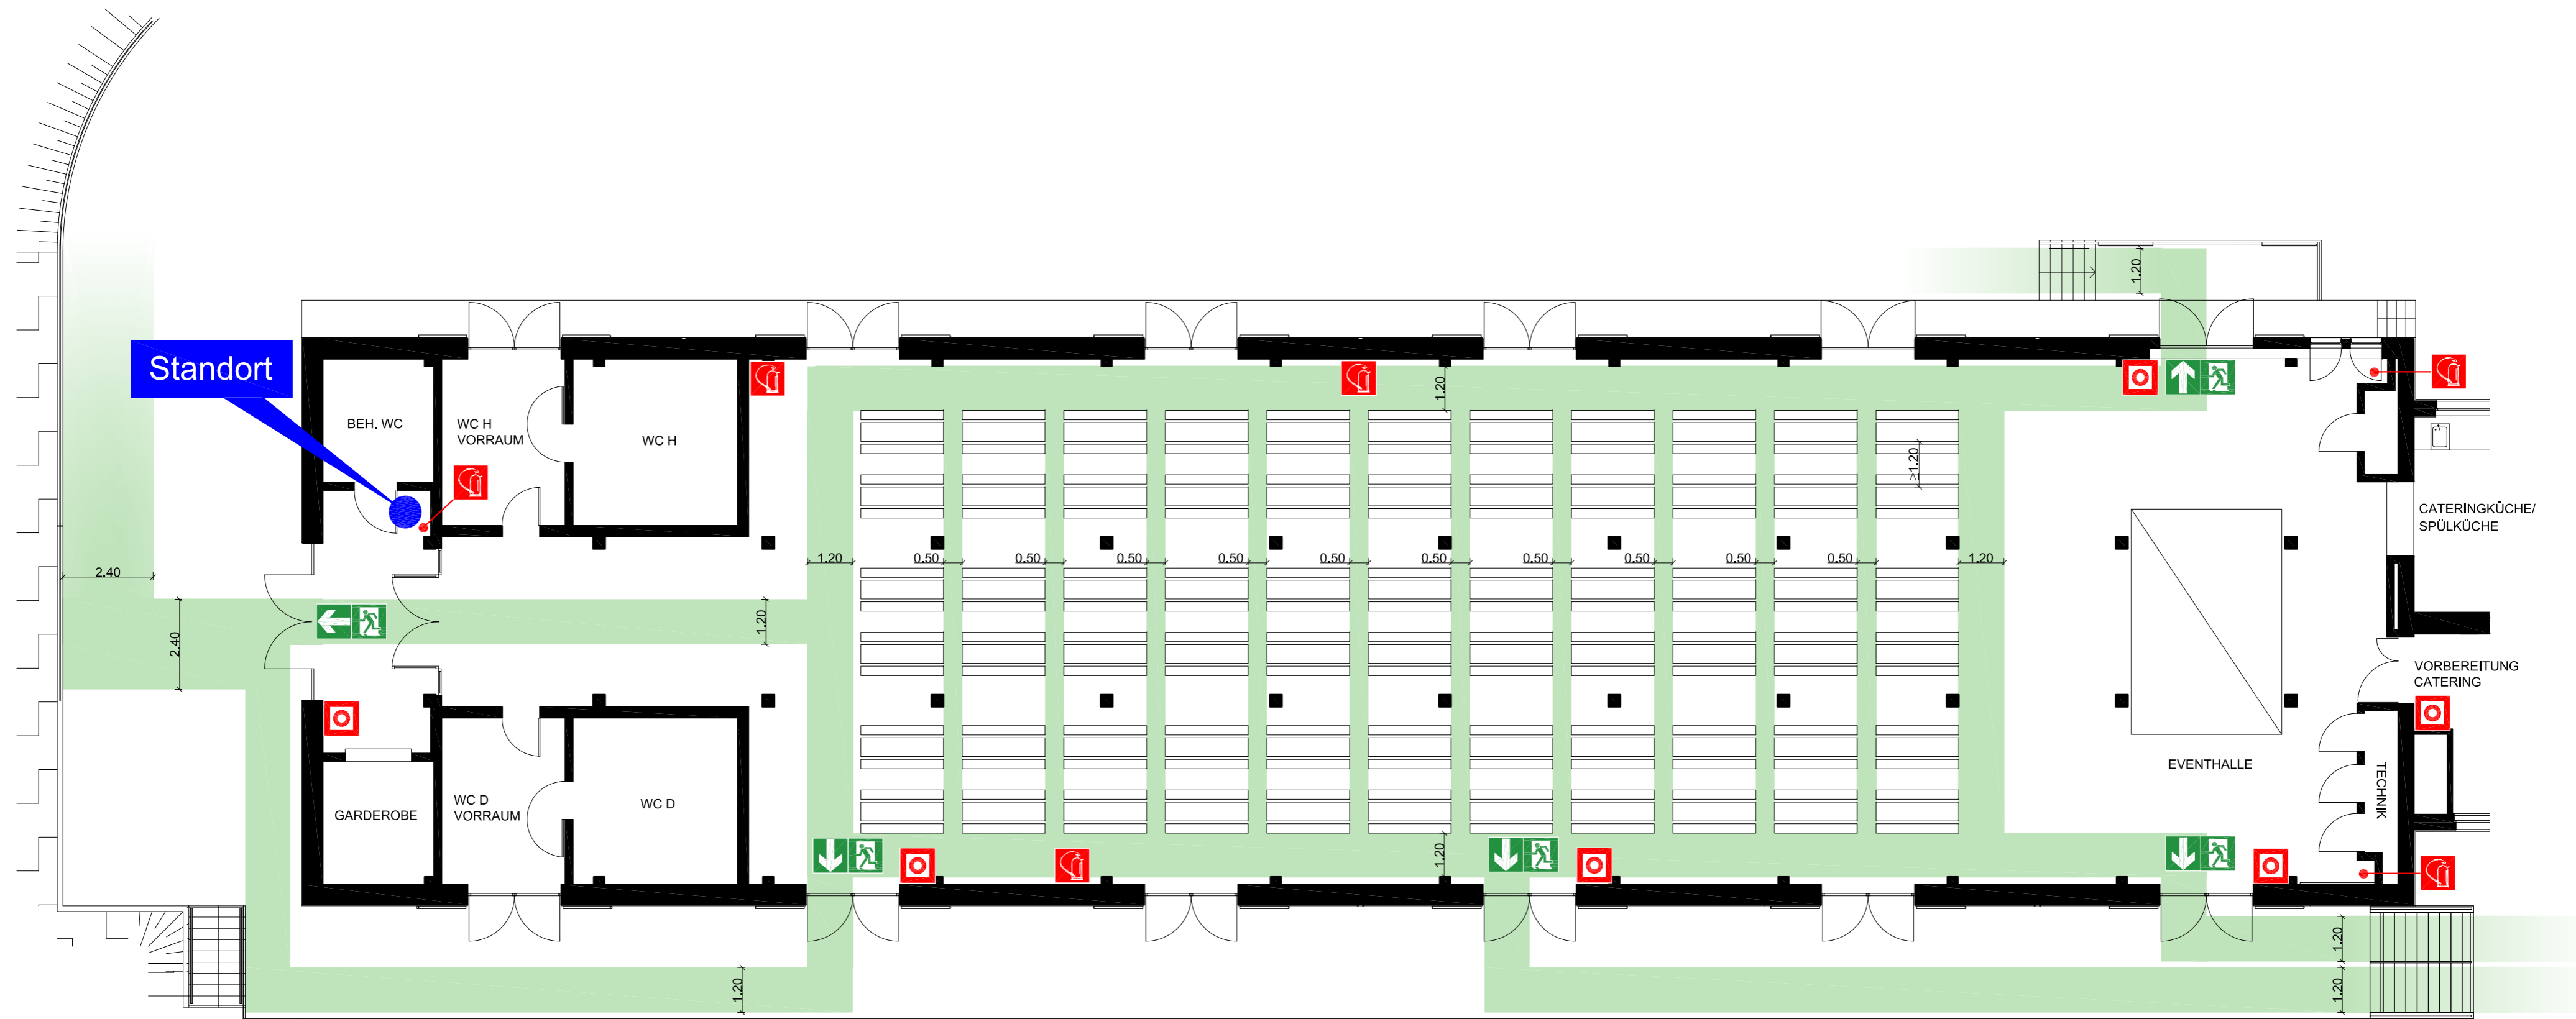 1.20
Standort
1.20
BEH. WC
WC H
VORRAUM
WC H
≥1.20
CATERINGKÜCHE/
SPÜLKÜCHE
2.40
1.20
0.50
0.50
0.50
0.50
0.50
0.50
0.50
0.50
0.50
0.50
1.20
2.40
1.20
VORBEREITUNG
CATERING
EVENTHALLE
TECHNIK
GARDEROBE
WC D
VORRAUM
WC D
1.20
1.20
1.20
1.20